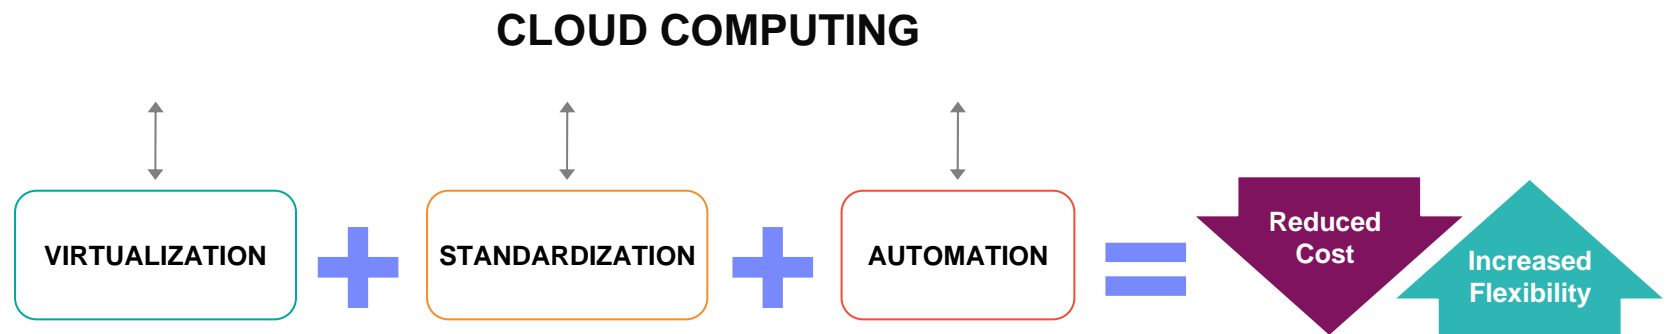 CLOUD COMPUTING
VIRTUALIZATION
STANDARDIZATION
AUTOMATION
Reduced
Cost
Increased
Flexibility